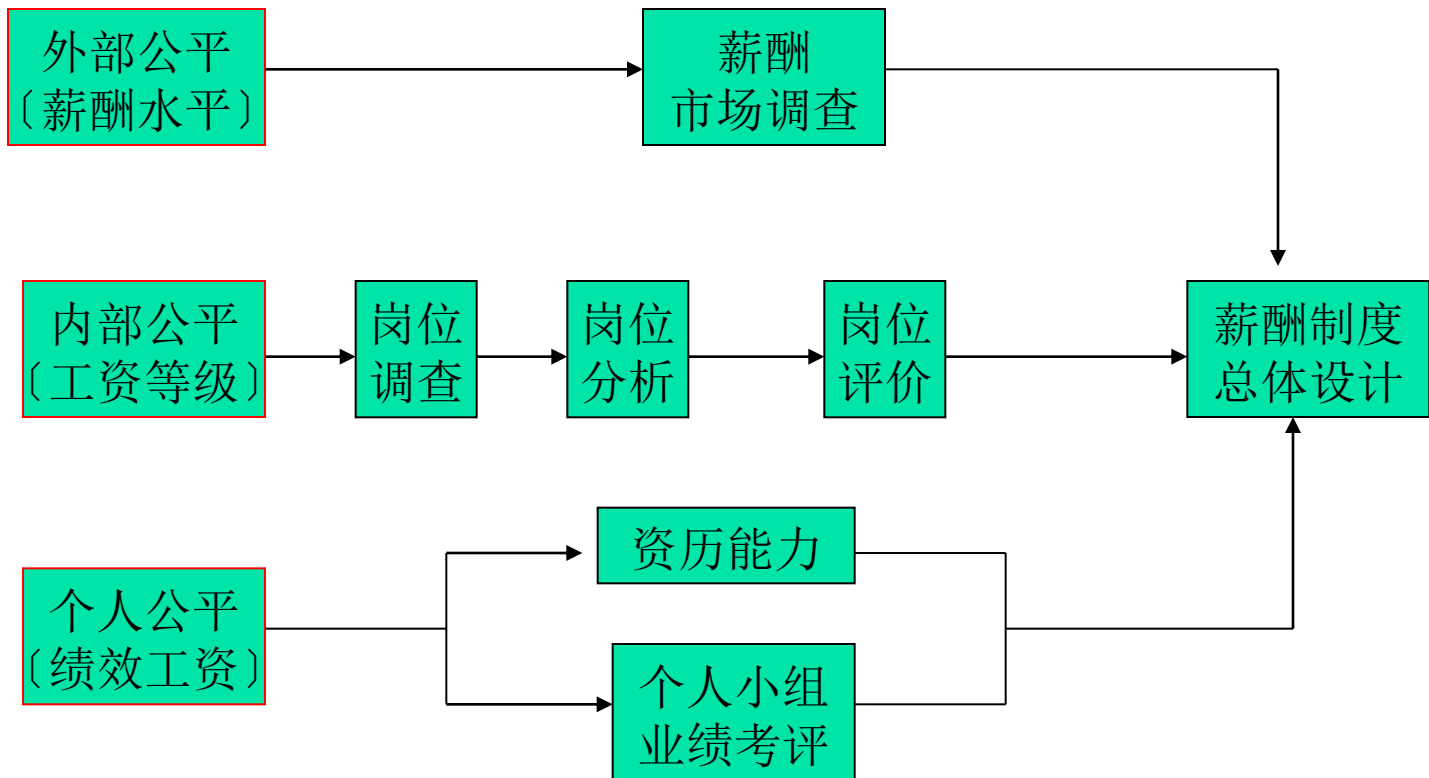 外部公平
〔薪酬水平〕
薪酬
市场调查
内部公平
〔工资等级〕
岗位
调查
岗位
分析
岗位
评价
薪酬制度
总体设计
资历能力
个人公平
〔绩效工资〕
个人小组
业绩考评